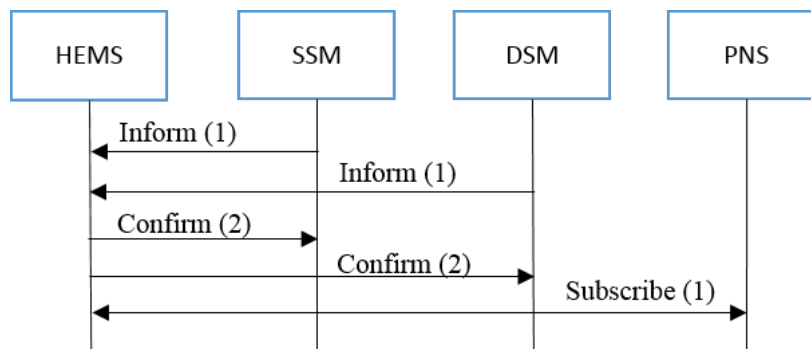 HEMS
SSM
DSM
PNS
Inform (1)
Inform (1)
Confirm (2)
Confirm (2)
Subscribe (1)